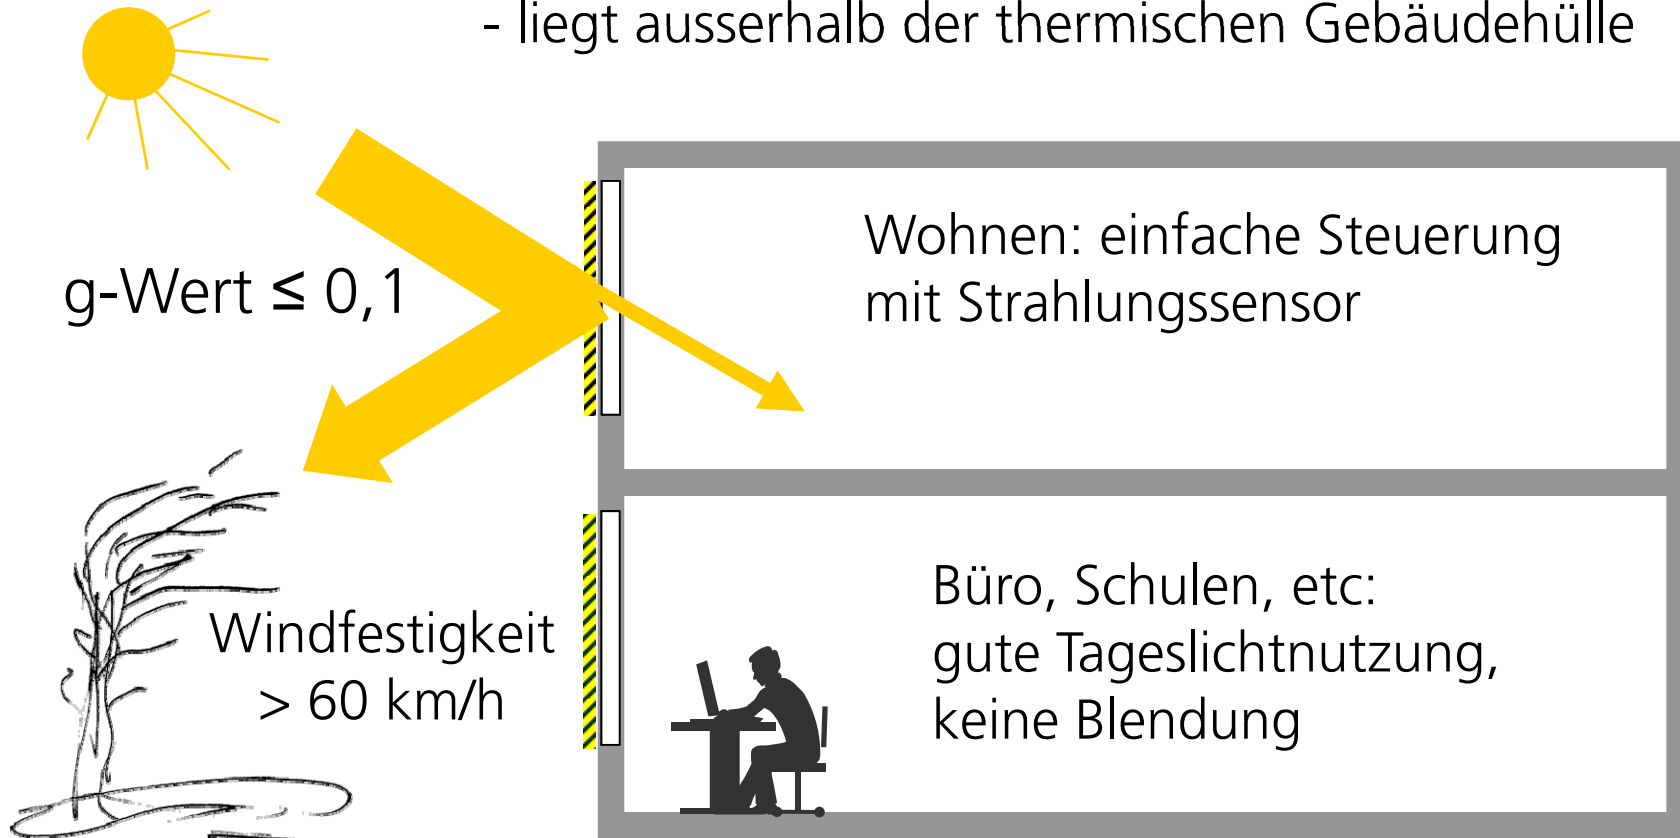 - liegt ausserhalb der thermischen Gebäudehülle
g-Wert ≤ 0,1
Wohnen: einfache Steuerung
mit Strahlungssensor
Windfestigkeit
> 60 km/h
Büro, Schulen, etc:
gute Tageslichtnutzung,
keine Blendung